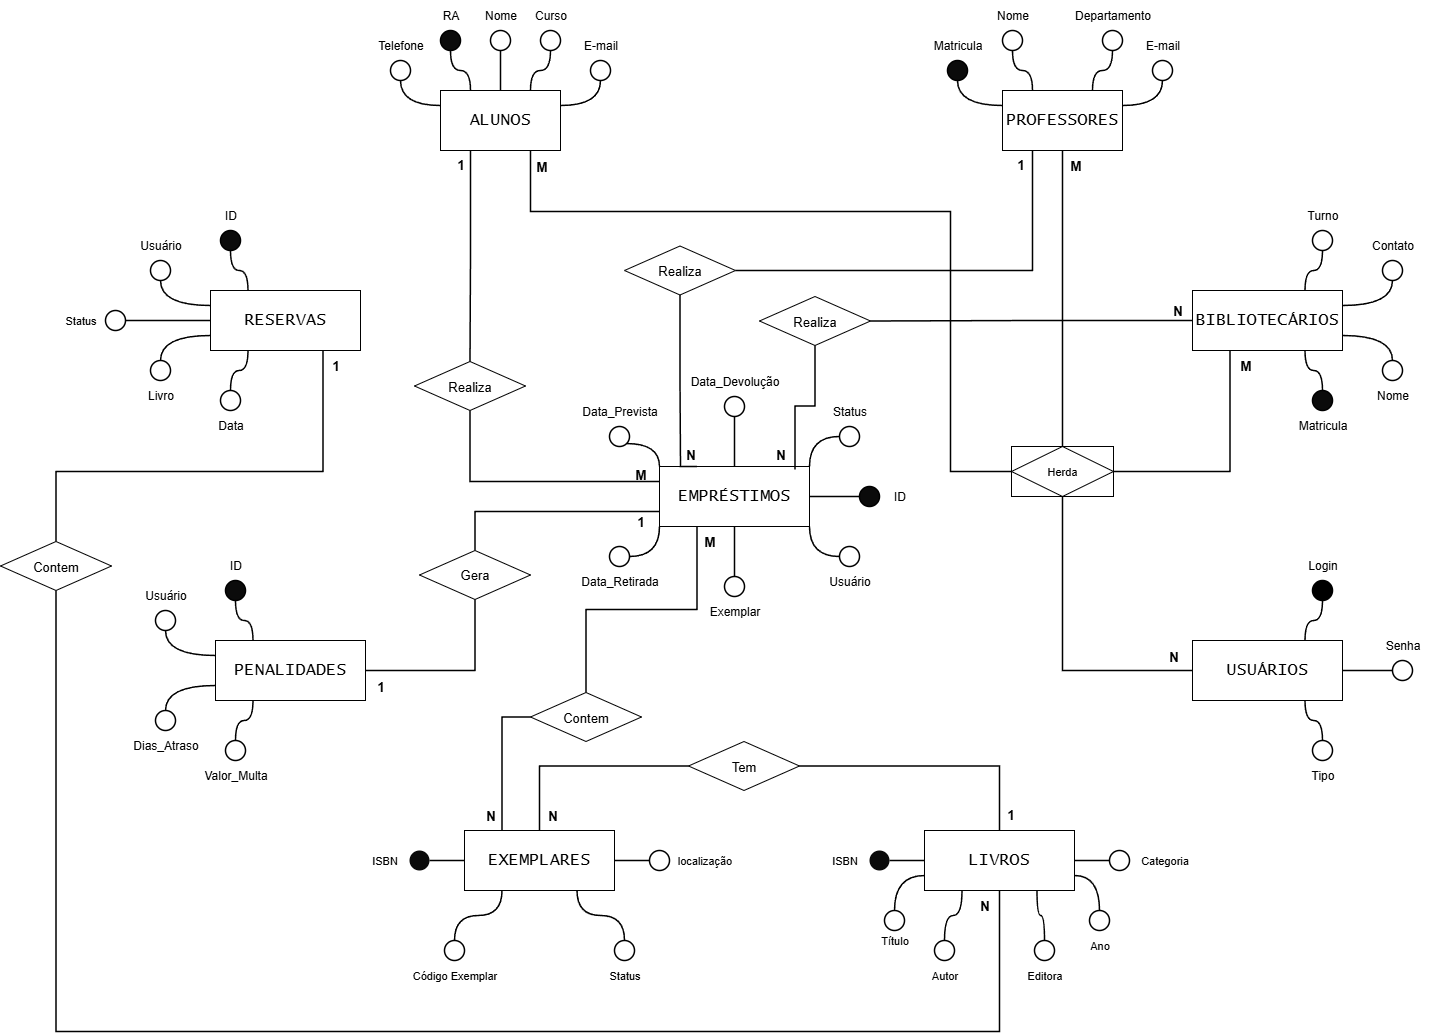 RA
Nome
Curso
Telefone
E-mail
ALUNOS
1
M
Nome
Departamento
Matricula
E-mail
PROFESSORES
1
M
ID
Usuário
Status
RESERVAS
Livro
Data
1
Realiza
Realiza
N
Turno
Contato
BIBLIOTECÁRIOS
M
Nome
Matricula
Realiza
Data_Devolução
Data_Prevista
Status
N
N
M
EMPRÉSTIMOS
ID
1
M
Data_Retirada
Exemplar
Usuário
Herda
Contem
Gera
ID
Usuário
PENALIDADES
1
Dias_Atraso
Valor_Multa
Login
N
USUÁRIOS
Senha
Tipo
Contem
Tem
N
N
1
ISBN
EXEMPLARES
localização
Código Exemplar
Status
ISBN
LIVROS
Categoria
N
Título
Autor
Editora
Ano